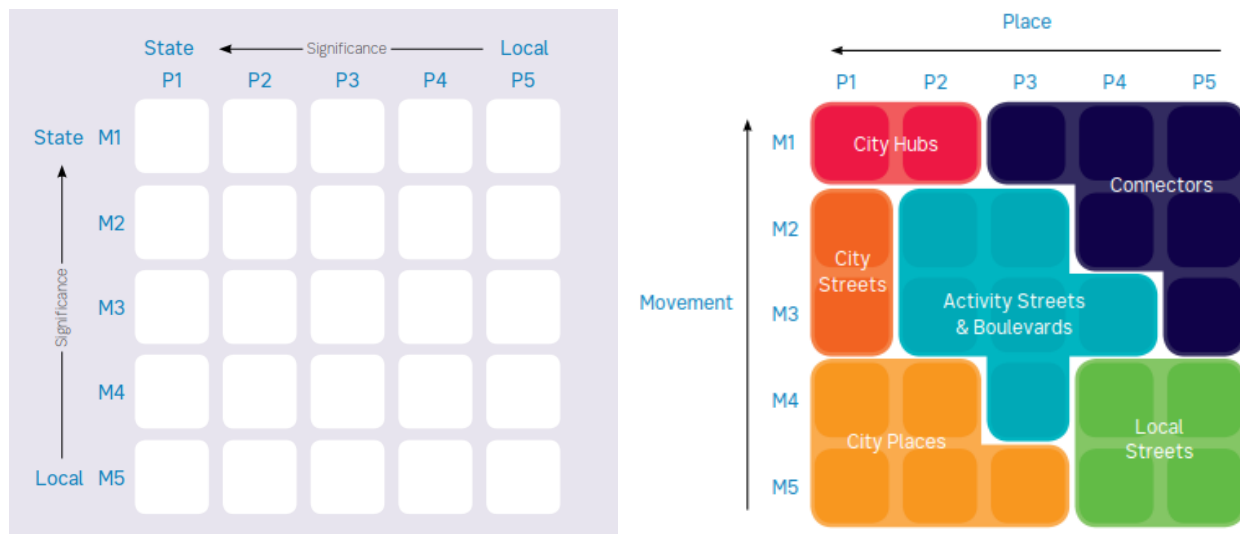 State Significance Local
P1 P2 P3 P4 P5
State M1
M2
Significance
M3
M4
Local M5
Place
P1 P2 P3 P4 P5
M1
City Hubs
Connectors
M2
City
Streets
Movement
M3
Activity Streets
& Boulevards
M4
City Places
Local
Streets
M5